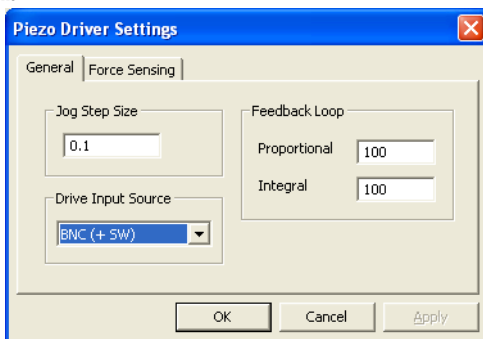 Piezo Driver Settings
General
Force Sensing
Jog Step Size
0.1
Drive Input Source
BNC (+ SW)
Feedback Loop
Proportional 100
Integral 100
OK
Cancel
Apply